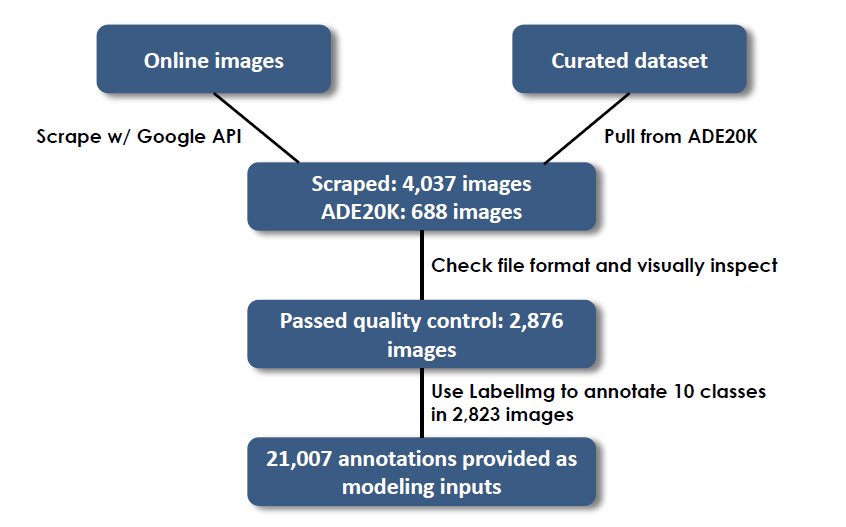 Online images
Curated dataset
Scrape w/ Google API
Pull from ADE20K
Scraped: 4,037 images
ADE20K: 688 images
Check file format and visually inspect
Passed quality control: 2,876
images
Use LabelImg to annotate 10 classes
in 2,823 images
21,007 annotations provided as
modeling inputs